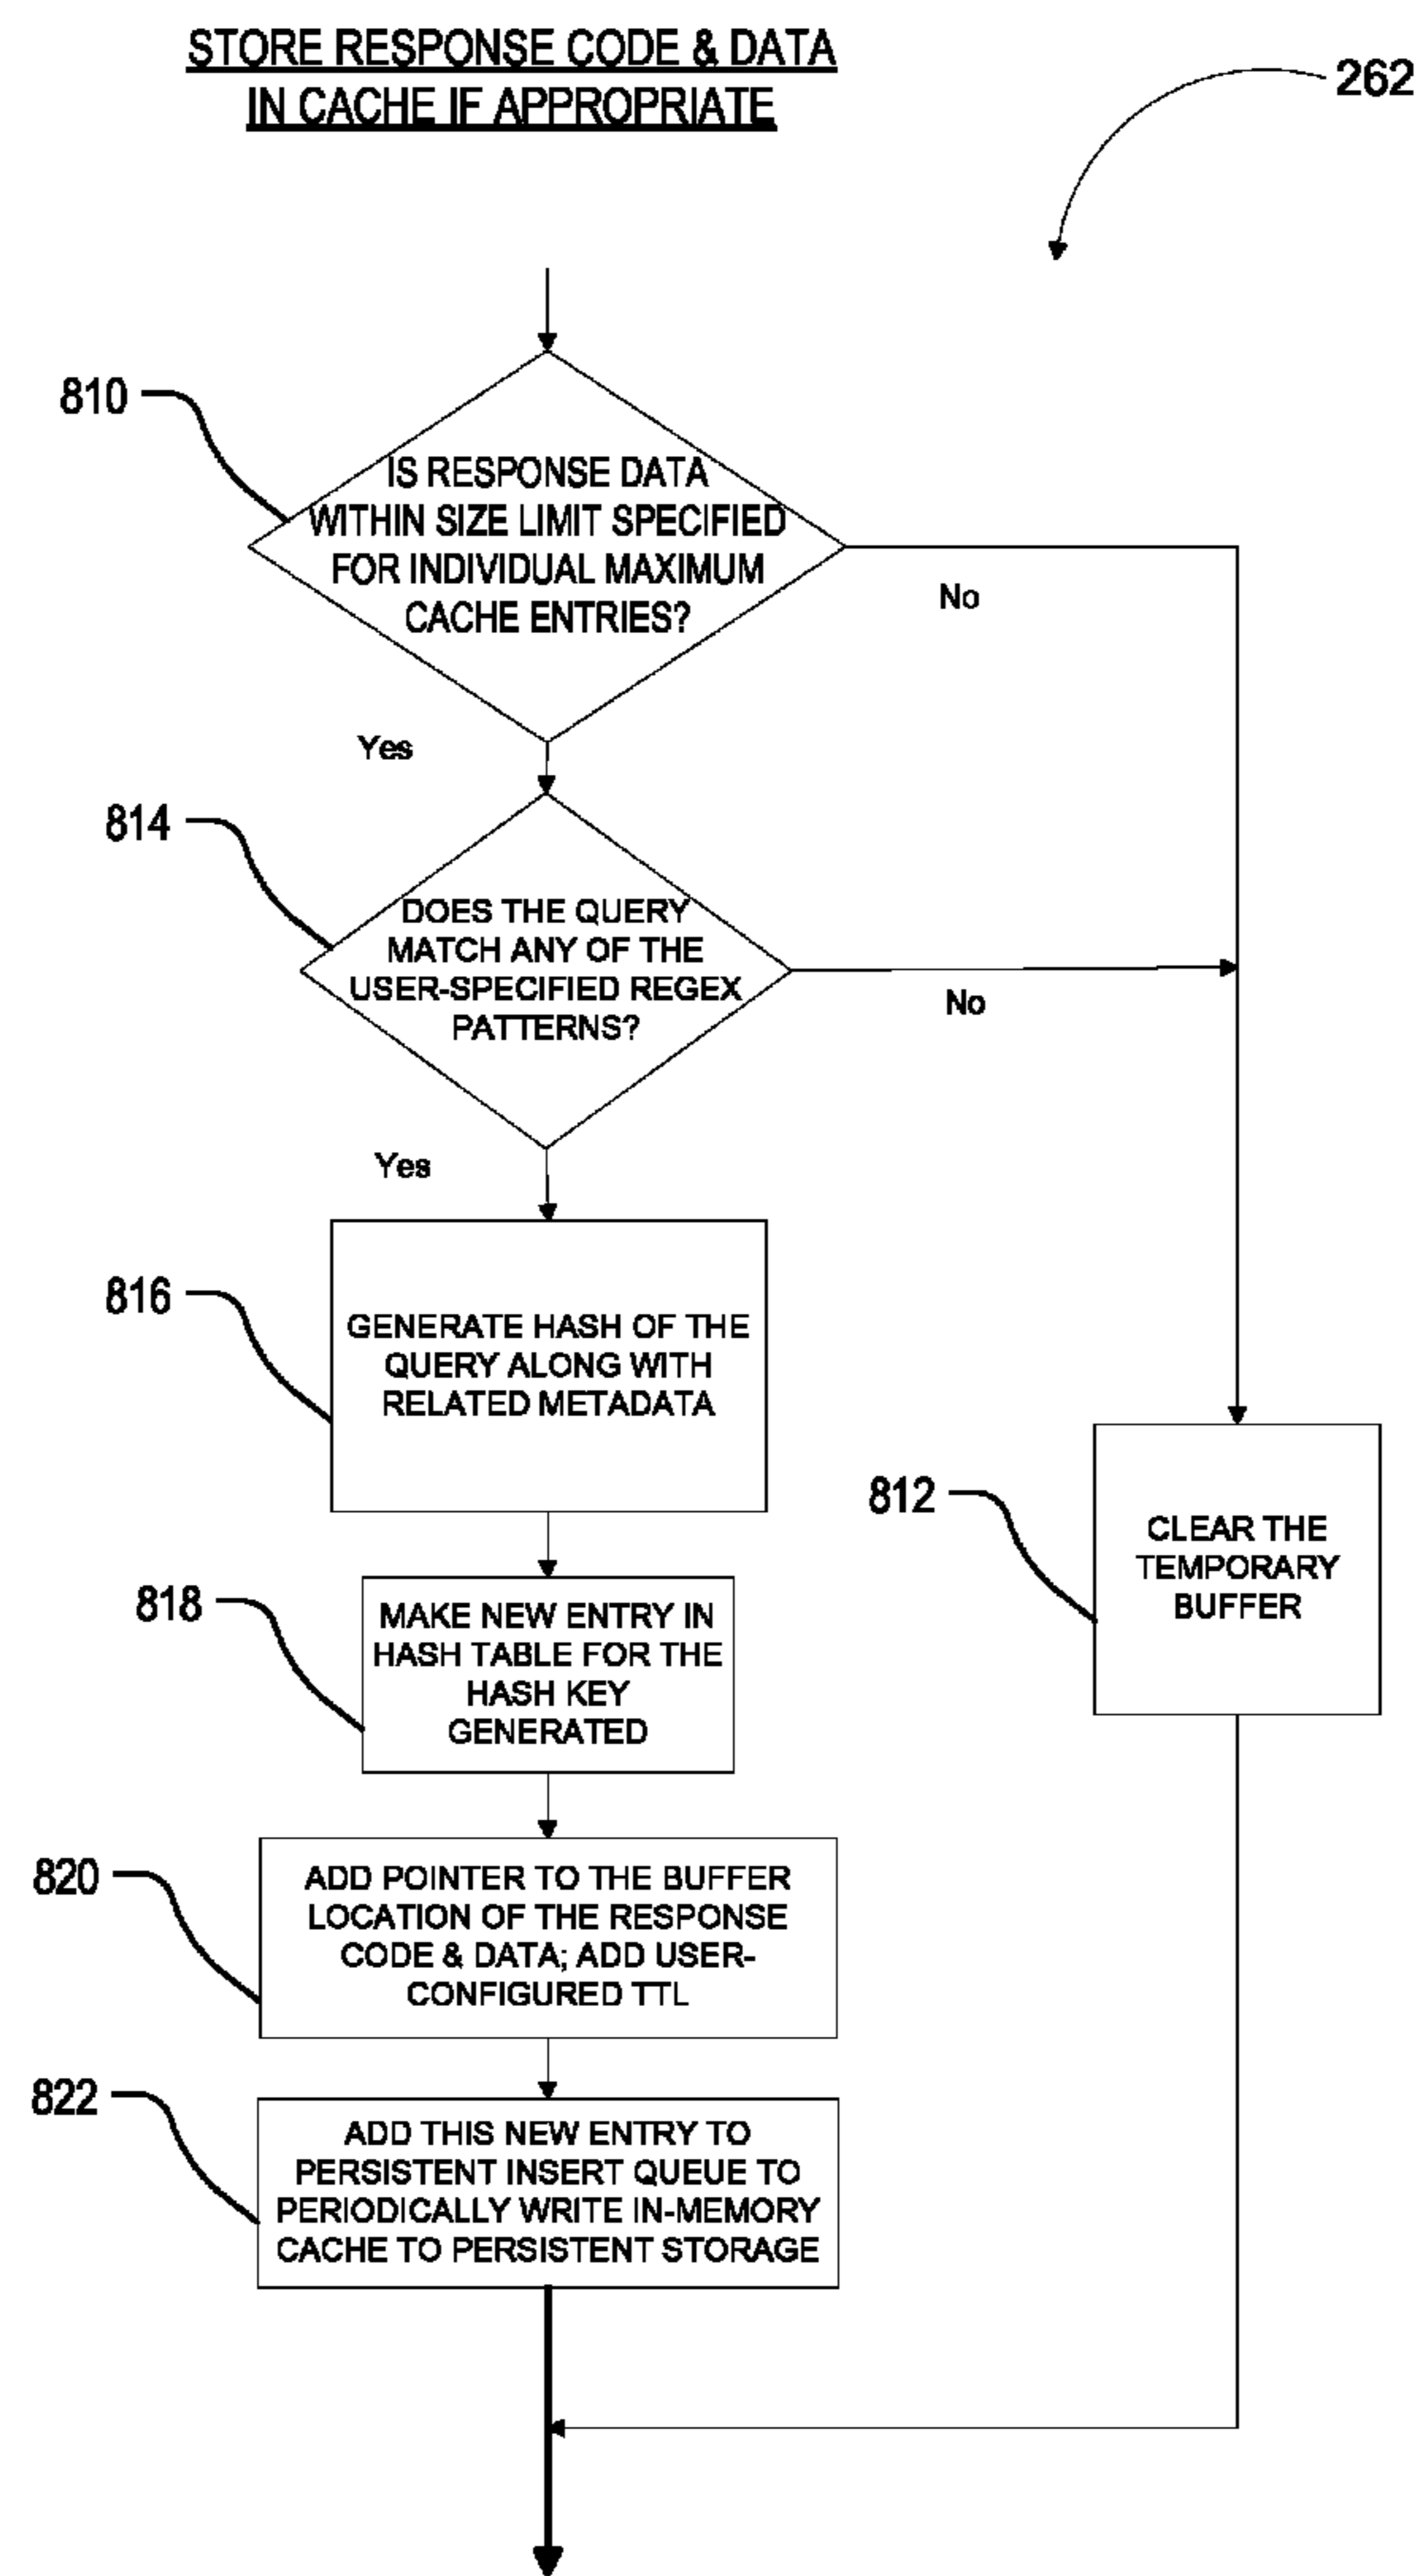 STORE RESPONSE CODE & DATA
IN CACHE IF APPROPRIATE
262
810
IS RESPONSE DATA
WITHIN SIZE LIMIT SPECIFIED
FOR INDIVIDUAL MAXIMUM
CACHE ENTRIES?
No
Yes
814
DOES THE QUERY
MATCH ANY OF THE
USER-SPECIFIED REGEX
PATTERNS?
No
Yes
816
GENERATE HASH OF THE
QUERY ALONG WITH
RELATED METADATA
812
CLEAR THE
TEMPORARY
BUFFER
818
MAKE NEW ENTRY IN
HASH TABLE FOR THE
HASH KEY
GENERATED
820
ADD POINTER TO THE BUFFER
LOCATION OF THE RESPONSE
CODE & DATA; ADD USER-
CONFIGURED TTL
822
ADD THIS NEW ENTRY TO
PERSISTENT INSERT QUEUE TO
PERIODICALLY WRITE IN-MEMORY
CACHE TO PERSISTENT STORAGE